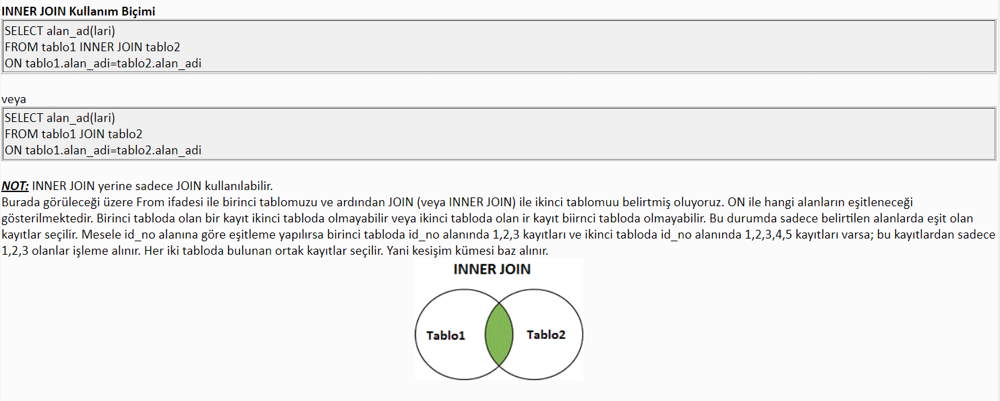 INNER JOIN Kullanım Biçimi
SELECT alan_ad(lari)
FROM tablo1 INNER JOIN tablo2
ON tablo1.alan_adi=tablo2.alan_adi
veya
SELECT alan_ad(lari)
FROM tablo1 JOIN tablo2
ON tablo1.alan_adi=tablo2.alan_adi
NOT: INNER JOIN yerine sadece JOIN kullanılabilir.
Burada görüleceği üzere From ifadesi ile birinci tablomuzu ve ardından JOIN (veya INNER JOIN) ile ikinci tablomuu belirtmiş oluyoruz. ON ile hangi alanların eşitleneceği
gösterilmektedir. Birinci tabloda olan bir kayıt ikinci tabloda olmayabilir veya ikinci tabloda olan ir kayıt biirnci tabloda olmayabilir. Bu durumda sadece belirtilen alanlarda eşit olan
kayıtlar seçilir. Mesele id_no alanına göre eşitleme yapılırsa birinci tabloda id_no alanında 1,2,3 kayıtları ve ikinci tabloda id_no alanında 1,2,3,4,5 kayıtları varsa; bu kayıtlardan sadece
1,2,3 olanlar işleme alınır. Her iki tabloda bulunan ortak kayıtlar seçilir. Yani kesişim kümesi baz alınır.
INNER JOIN
Tablo1
Tablo2